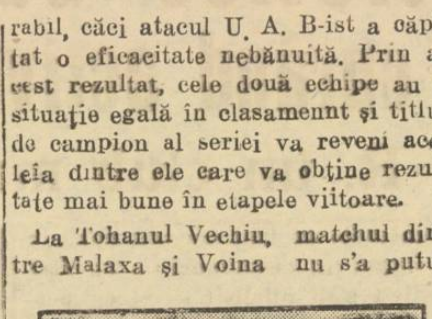 rabil, căci atacul U. A. B-ist a căp
tat o eficacitate nebănuită. Prin a
cest rezultat, cele două echipe au
situație egală în clasamennt și titlu
de campion al seriei va reveni ace
leia dintre ele care va obține rezu
tate mai bune în etapele viitoare.
La Tohanul Vechiu, matchul din
tre Malaxa și Voina nu s'a putu